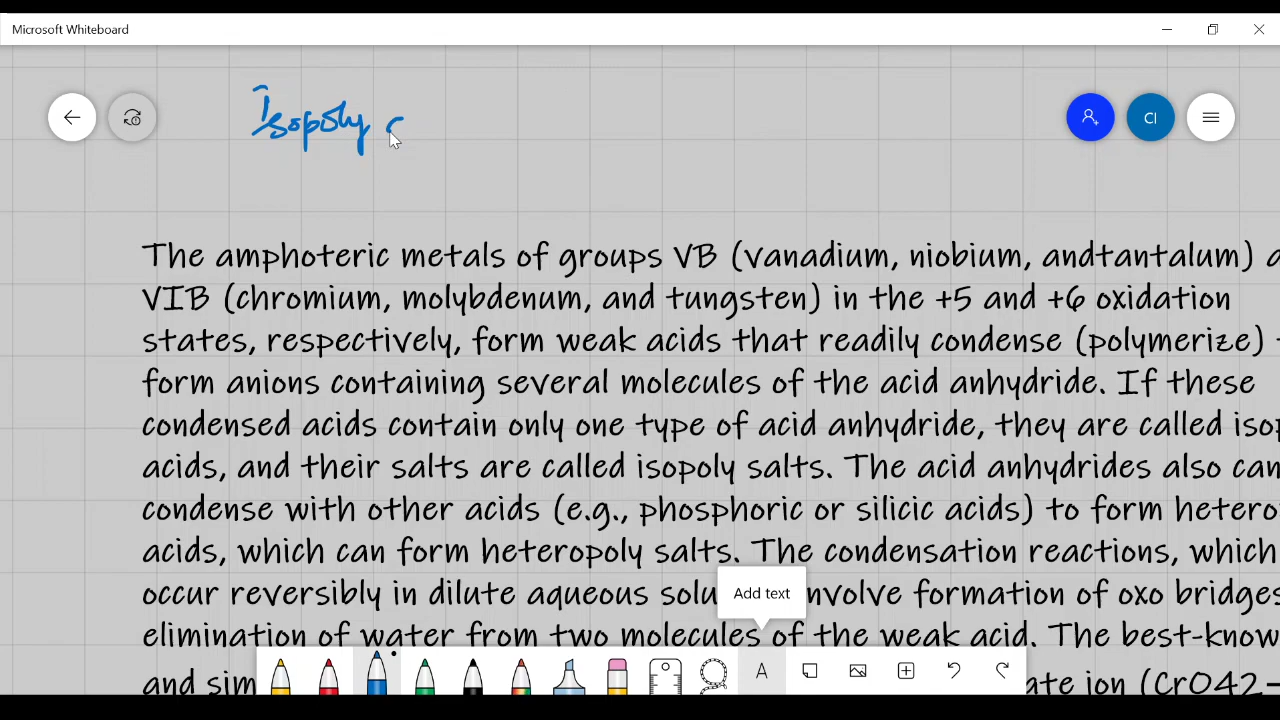 Microsoft Whiteboard
Isopoly
CI
The amphoteric metals of groups VB (vanadium, niobium, andtantalum) a
VIB (chromium, molybdenum, and tungsten) in the +5 and +6 oxidation
states, respectively, form weak acids that readily condense (polymerize)
form anions containing several molecules of the acid anhydride. If these
condensed acids contain only one type of acid anhydride, they are called isop
acids, and their salts are called isopoly salts. The acid anhydrides also can
condense with other acids (e.g., phosphoric or silicic acids) to form hetero
acids, which can form heteropoly salts. The condensation reactions, which
occur reversibly in dilute aqueous solu nvolve formation of oxo bridges
Add text
elimination of water from two molecules of the weak acid. The best-know
and sim ate ion (CrO42-
A